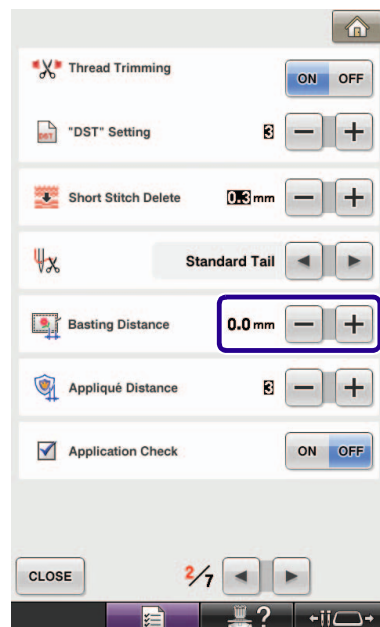 Thread Trimming
ON OFF
DST
"DST" Setting
3
− +
Short Stitch Delete
0.3 mm
− +
Standard Tail
Basting Distance
0.0 mm
− +
Appliqué Distance
3
− +
Application Check
ON OFF
CLOSE
2/7
?